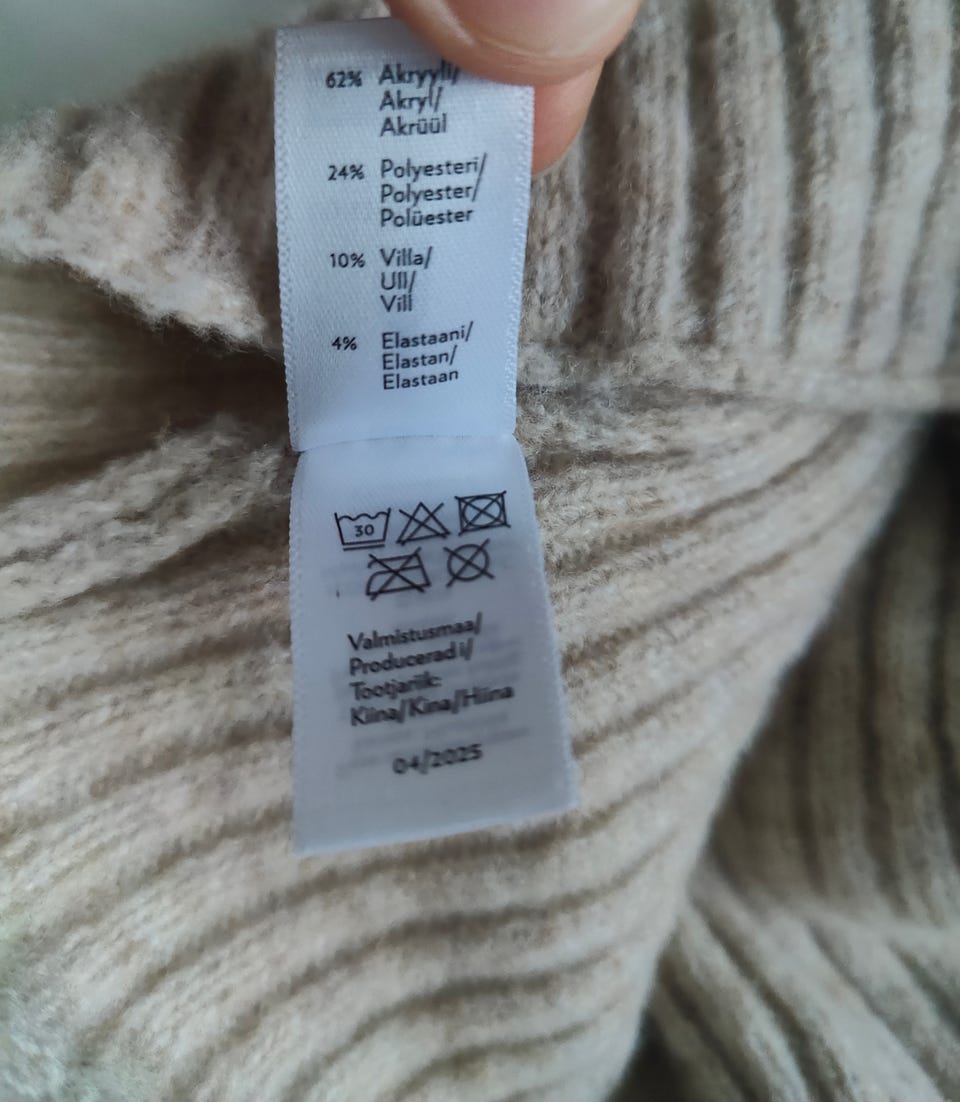 62% Akryyli/
Akryl/
Akrüül
24% Polyesteri/
Polyester/
Polüester
10% Villa/
Ull/
Vill
4% Elastaani/
Elastan/
Elastaan
30
Valmistusmaa/
Producerad i/
Tootjariik:
Kiina/Kina/Hiina
04/2025